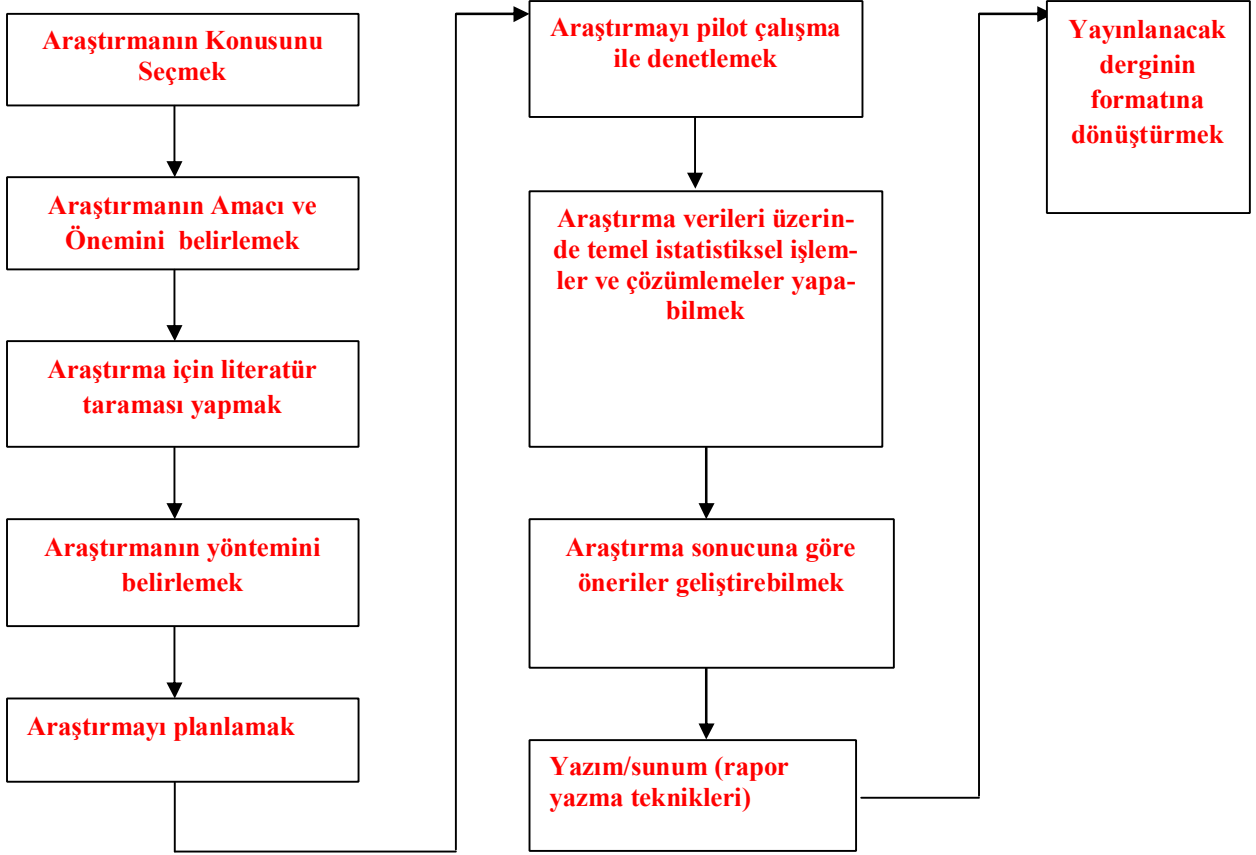 Araştırmanın Konusunu
Seçmek
Araştırmanın Amacı ve
Önemini belirlemek
Araştırma için literatür
taraması yapmak
Araştırmanın yöntemini
belirlemek
Araştırmayı planlamak
Araştırmayı pilot çalışma
ile denetlemek
Araştırma verileri üzerin-
de temel istatistiksel işlem-
ler ve çözümlemeler yapa-
bilmek
Araştırma sonucuna göre
öneriler geliştirebilmek
Yazım/sunum (rapor
yazma teknikleri)
Yayınlanacak
derginin
formatına
dönüştürmek